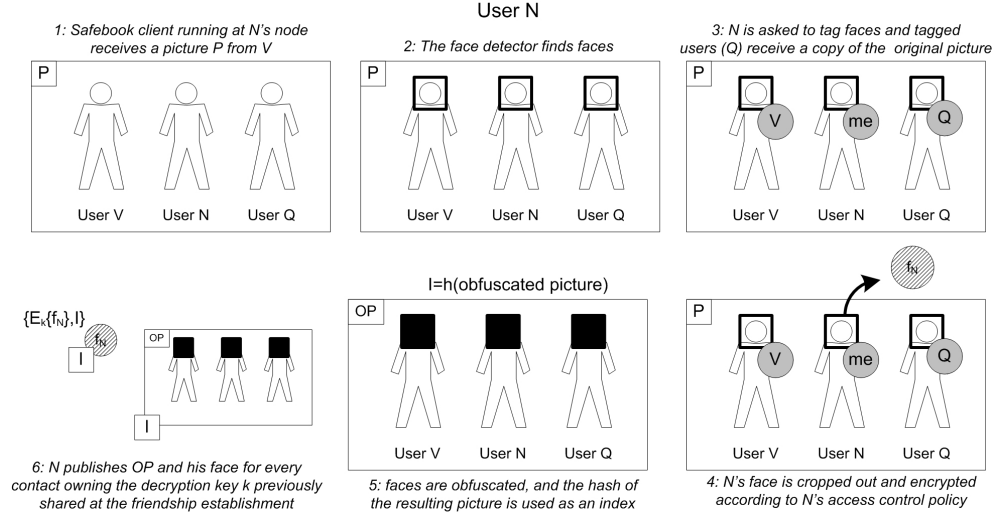 User N
1: Safebook client running at N's node
receives a picture P from V
P
User V User N User Q
2: The face detector finds faces
P
User V User N User Q
3: N is asked to tag faces and tagged
users (Q) receive a copy of the original picture
P
V me Q
User V User N User Q
{Ek{fN},I}
fN
I
OP
I
6: N publishes OP and his face for every
contact owning the decryption key k previously
shared at the friendship establishment
I=h(obfuscated picture)
OP
User V User N User Q
5: faces are obfuscated, and the hash of
the resulting picture is used as an index
fN
P
V me Q
User V User N User Q
4: N's face is cropped out and encrypted
according to N's access control policy